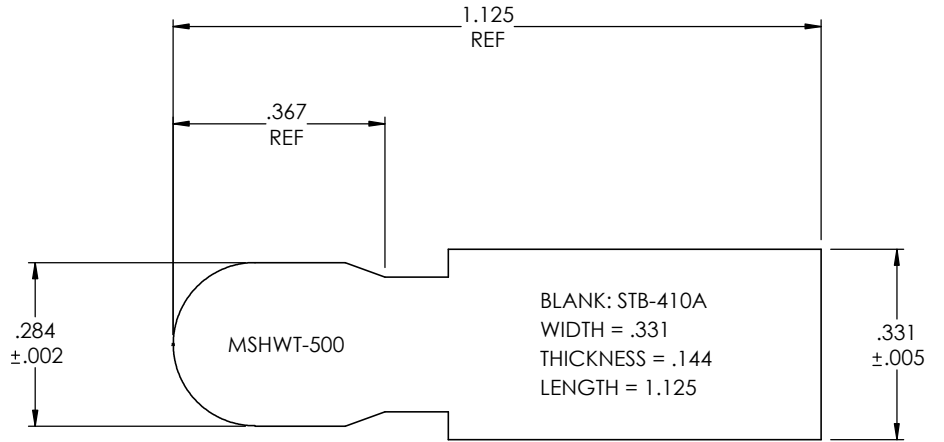 1.125
REF
.367
REF
.284
±.002
MSHWT-500
BLANK: STB-410A
WIDTH = .331
THICKNESS = .144
LENGTH = 1.125
.331
±.005